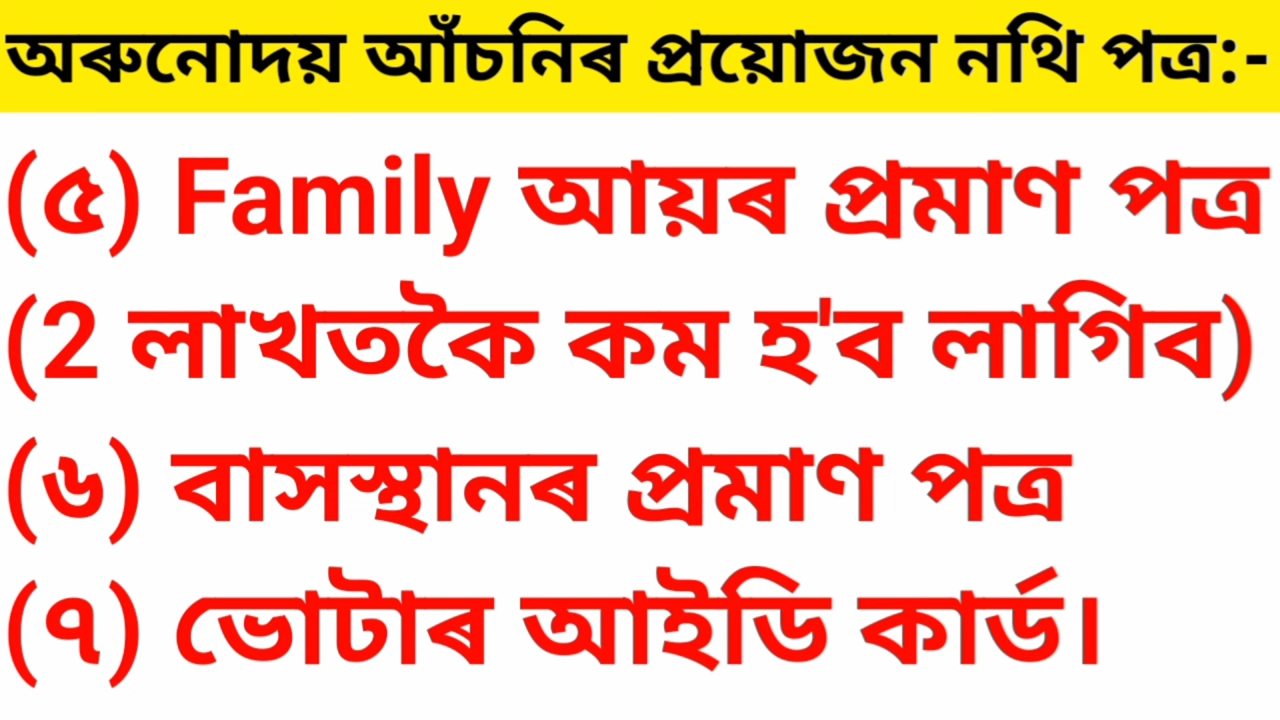 অৰুনোদয় আঁচনিৰ প্ৰয়োজন নথি পত্ৰ:-
(৫) Family আয়ৰ প্ৰমাণ পত্ৰ
(2 লাখতকৈ কম হ'ব লাগিব)
(৬) বাসস্থানৰ প্ৰমাণ পত্ৰ
(৭) ভোটাৰ আইডি কাৰ্ড।